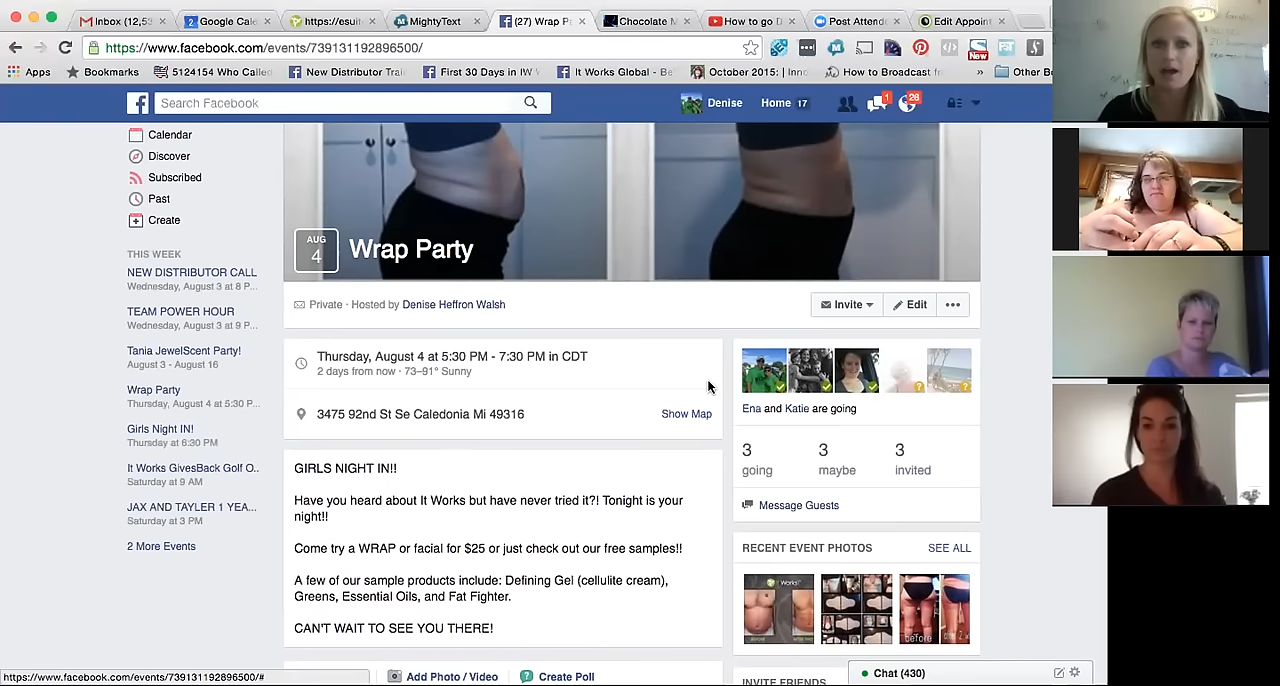 Inbox (12,5
Google Cal
https://esuit
MightyText
(27) Wrap P
Chocolate M
How to go D
Post Attend
Edit Appoint
https://www.facebook.com/events/739131192896500/
New
Apps
Bookmarks
5124154 Who Called
New Distributor Trai
First 30 Days in IW
It Works Global - Be
October 2015: | Inn
How to Broadcast f
»
Other B
Search Facebook
Denise
Home 17
1
26
Calendar
Discover
Subscribed
Past
Create
THIS WEEK
NEW DISTRIBUTOR CALL
Wednesday, August 3 at 8 P...
TEAM POWER HOUR
Wednesday, August 3 at 9 P...
Tania JewelScent Party!
August 3 - August 16
Wrap Party
Thursday, August 4 at 5:30 P...
Girls Night IN!
Thursday at 6:30 PM
It Works GivesBack Golf O..
Saturday at 9 AM
JAX AND TAYLER 1 YEA...
Saturday at 3 PM
2 More Events
AUG
4
Wrap Party
Private · Hosted by Denise Heffron Walsh
Invite
Edit
Thursday, August 4 at 5:30 PM - 7:30 PM in CDT
2 days from now · 73–91° Sunny
3475 92nd St Se Caledonia Mi 49316
Show Map
GIRLS NIGHT IN!!
Have you heard about It Works but have never tried it?! Tonight is your
night!!
Come try a WRAP or facial for $25 or just check out our free samples!!
A few of our sample products include: Defining Gel (cellulite cream),
Greens, Essential Oils, and Fat Fighter.
CAN'T WAIT TO SEE YOU THERE!
Add Photo / Video
Create Poll
Ena and Katie are going
3
going
3
maybe
3
invited
Message Guests
RECENT EVENT PHOTOS
SEE ALL
It Works!
before
INVITE FRIENDS
Chat (430)
https://www.facebook.com/events/739131192896500/#